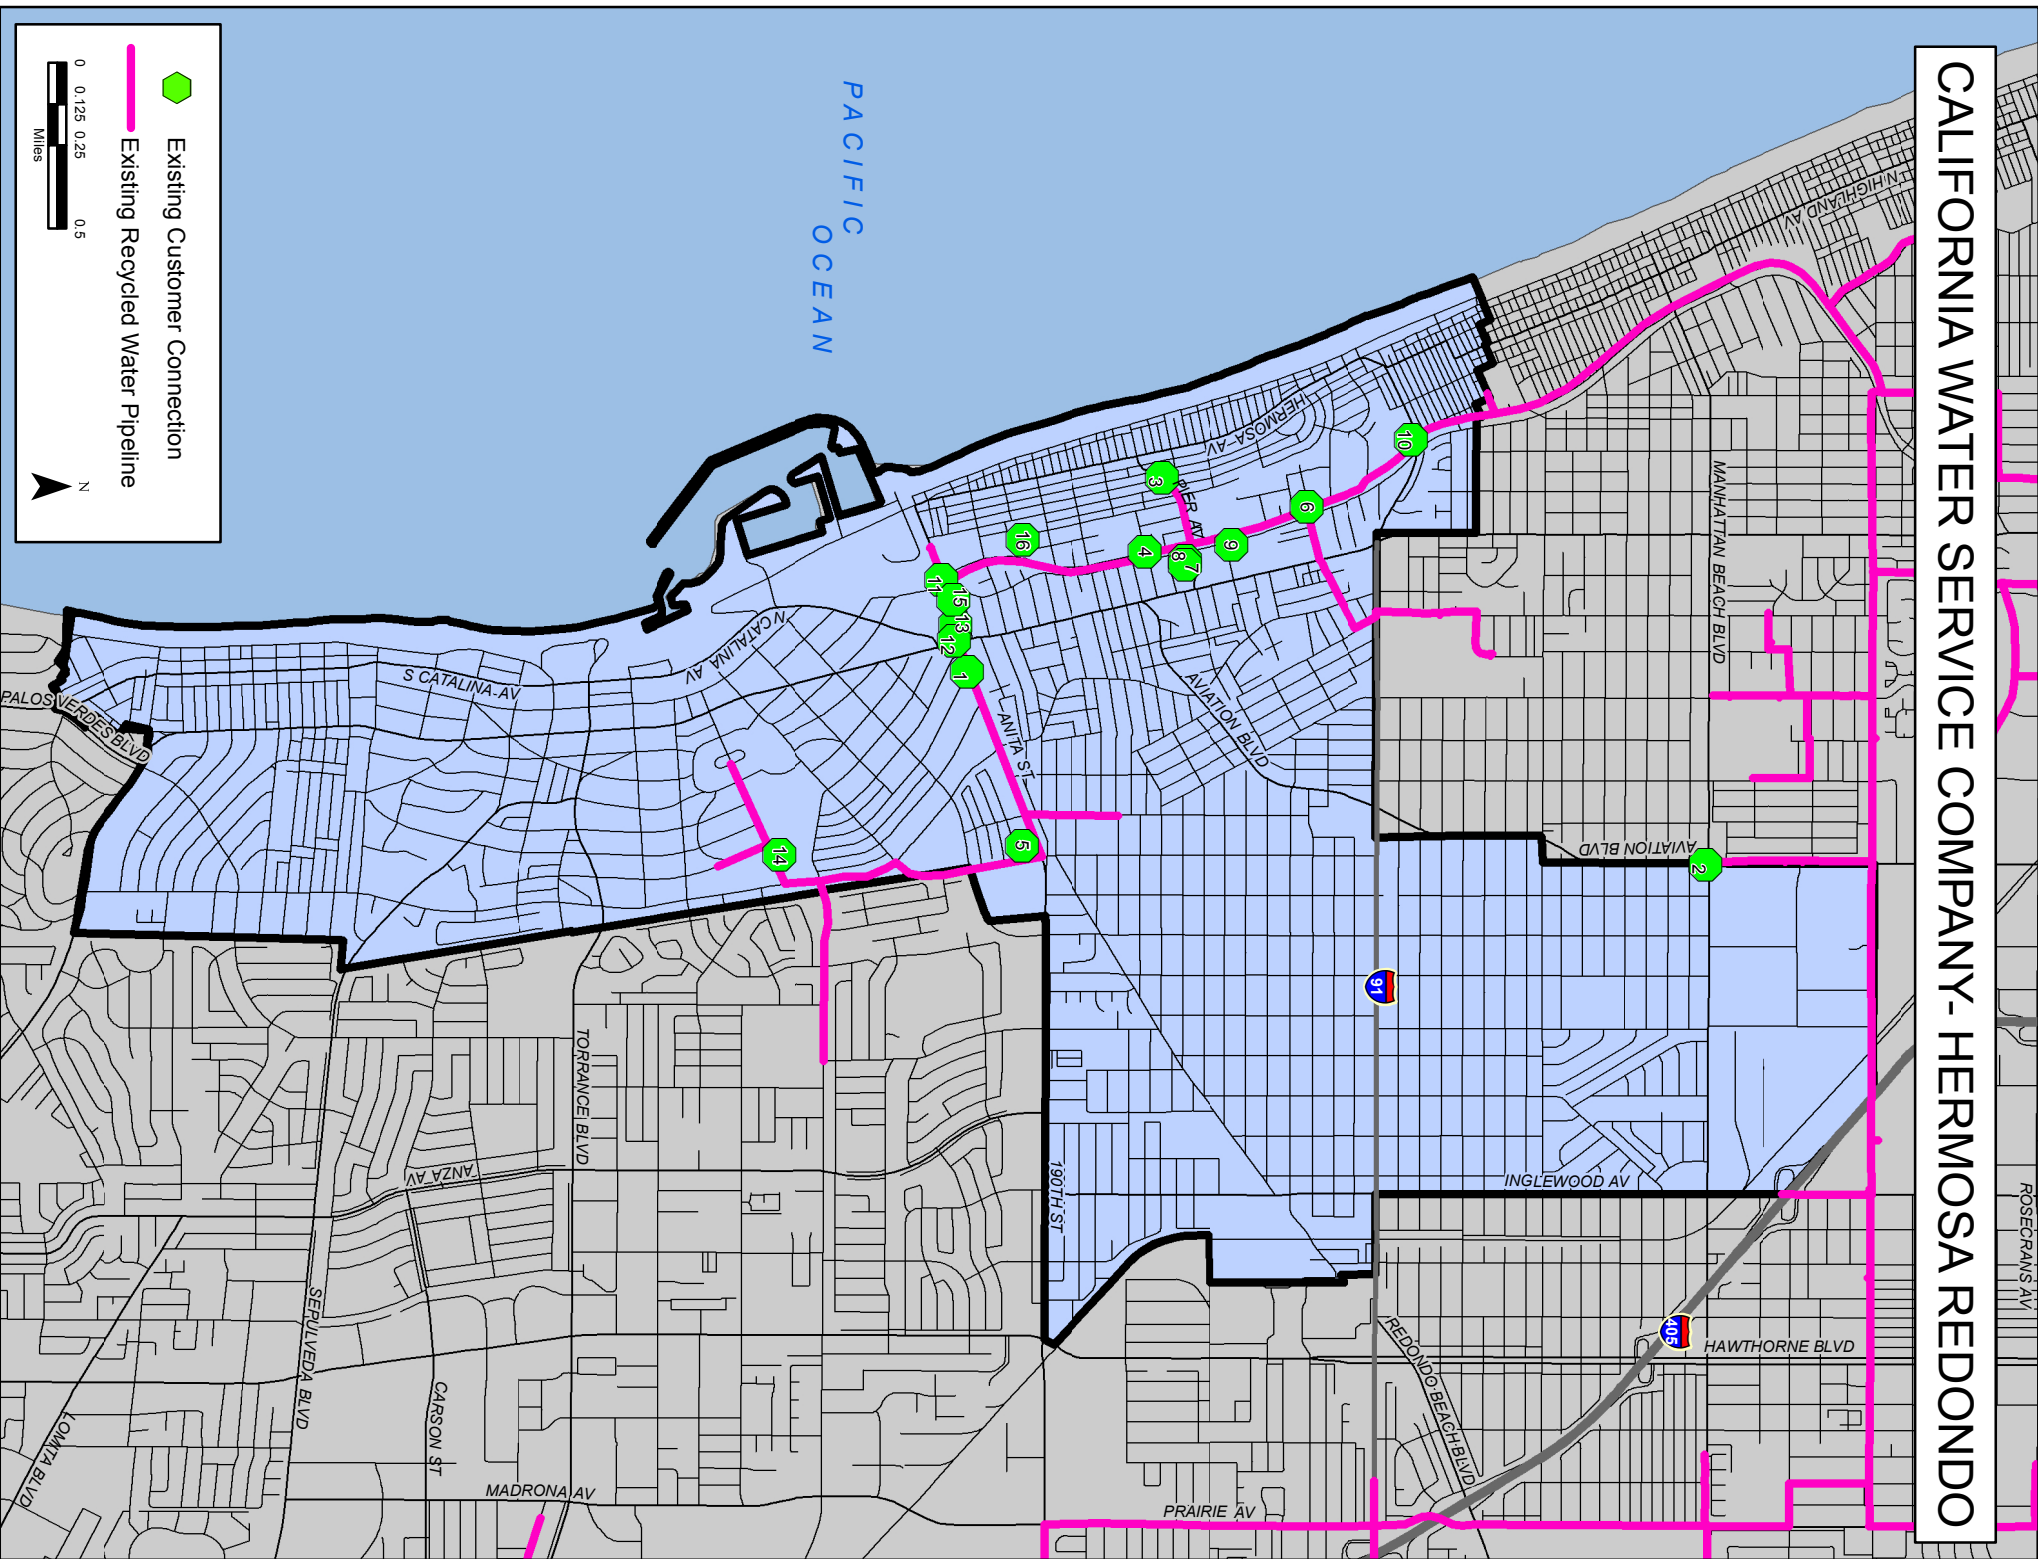 CALIFORNIA WATER SERVICE COMPANY- HERMOSA REDONDO
ROSECRANS AV
N HIGHLAND AV
MANHATTAN BEACH BLVD
AVIATION BLVD
2
INGLEWOOD AV
HAWTHORNE BLVD
405
91
REDONDO BEACH BLVD
PRAIRIE AV
10
6
HERMOSA AV
PIER AV
3
9
8
7
4
16
AVIATION BLVD
11
15
13
12
1
ANITA ST
5
190TH ST
14
PACIFIC
OCEAN
N CATALINA AV
S CATALINA AV
TORRANCE BLVD
ANZA AV
MADRONA AV
CARSON ST
SEPULVEDA BLVD
LOMITA BLVD
PALOS VERDES BLVD
Existing Customer Connection
Existing Recycled Water Pipeline
0 0.125 0.25 0.5
Miles
N